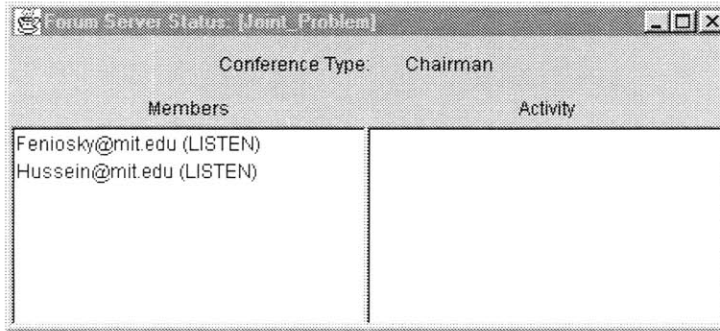 Forum Server Status: [Joint_Problem]
Conference Type: Chairman
Members Activity
Feniosky@mit.edu (LISTEN)
Hussein@mit.edu (LISTEN)